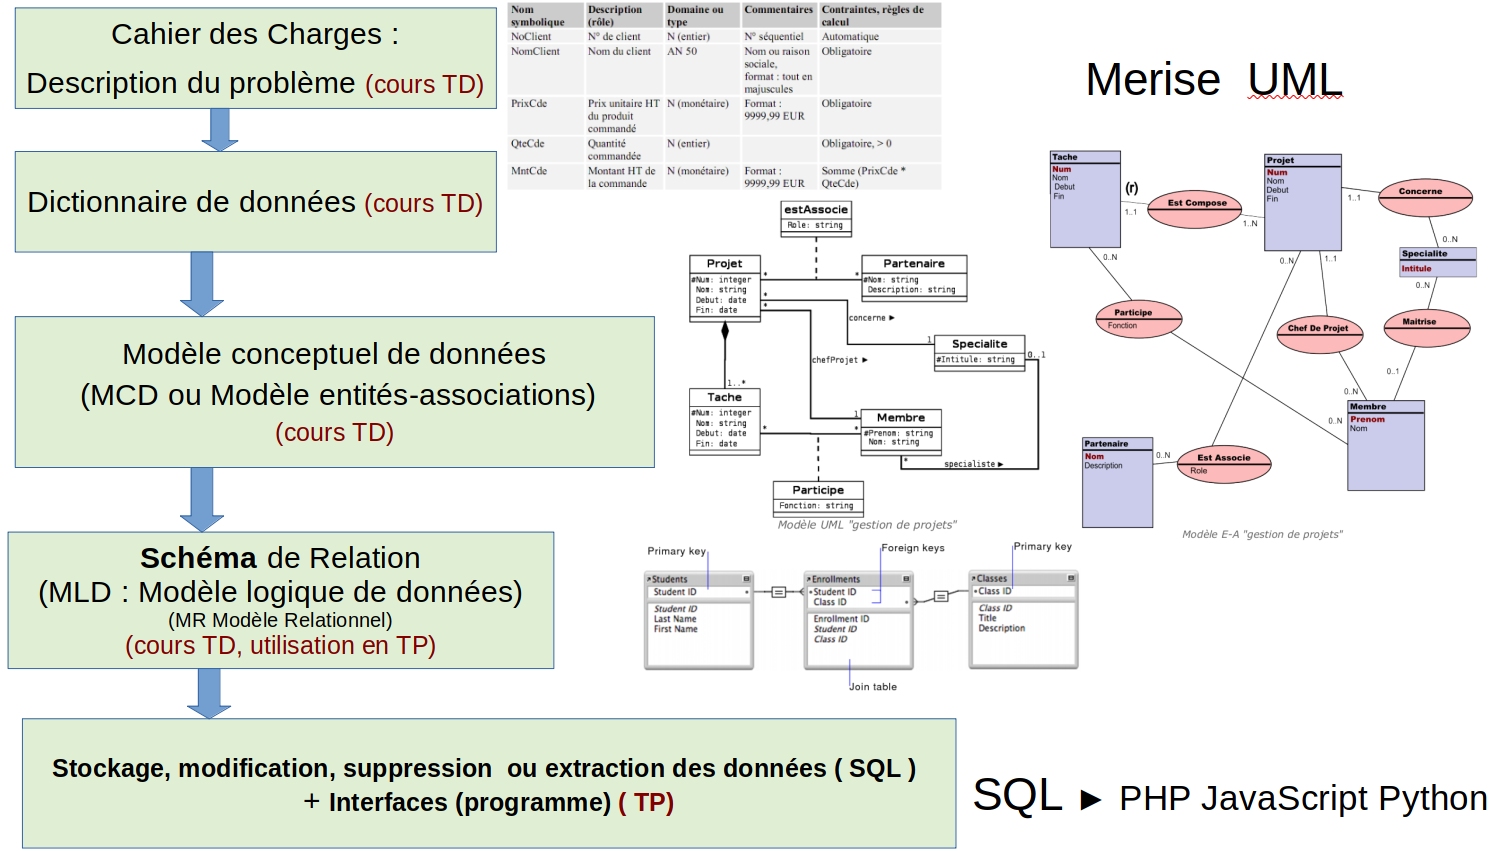 Cahier des Charges :
Description du problème (cours TD)
Dictionnaire de données (cours TD)
Modèle conceptuel de données
(MCD ou Modèle entités-associations)
(cours TD)
Schéma de Relation
(MLD : Modèle logique de données)
(MR Modèle Relationnel)
(cours TD, utilisation en TP)
Stockage, modification, suppression ou extraction des données ( SQL )
+ Interfaces (programme) ( TP)
Nom symbolique | Description (rôle) | Domaine ou type | Commentaires | Contraintes, règles de calcul
NoClient | N° de client | N (entier) | N° séquentiel | Automatique
NomClient | Nom du client | AN 50 | Nom ou raison sociale, format : tout en majuscules | Obligatoire
PrixCde | Prix unitaire HT du produit commandé | N (monétaire) | Format : 9999,99 EUR | Obligatoire
QteCde | Quantité commandée | N (entier) | Obligatoire, > 0
MntCde | Montant HT de la commande | N (monétaire) | Format : 9999,99 EUR | Somme (PrixCde * QteCde)
Merise UML
estAssocie
Role: string
Projet
#Num: integer
Nom: string
Debut: date
Fin: date
*
*
*
*
Partenaire
#Nom: string
Description: string
concerne ►
1
Specialite
#Intitule: string
0..1
chefProjet ►
1..*
Tache
#Num: integer
Nom: string
Debut: date
Fin: date
*
*
1
Membre
#Prenom: string
Nom: string
*
specialiste ►
Participe
Fonction: string
Modèle UML "gestion de projets"
Tache
Num
Nom
Debut
Fin
(r)
1..1
Est Compose
1..N
Projet
Num
Nom
Debut
Fin
1..1
Concerne
0..N
Specialite
Intitule
0..N
0..N
0..N
1..1
Participe
Fonction
Chef De Projet
Maitrise
0..1
0..N
0..N
Membre
Prenom
Nom
Partenaire
Nom
Description
0..N
Est Associe
Role
Modèle E-A "gestion de projets"
Primary key
Foreign keys
Primary key
Students
Student ID
Student ID
Last Name
First Name
=
Enrollments
Student ID
Class ID
Enrollment ID
Student ID
Class ID
=
Classes
Class ID
Class ID
Title
Description
Join table
SQL ► PHP JavaScript Python